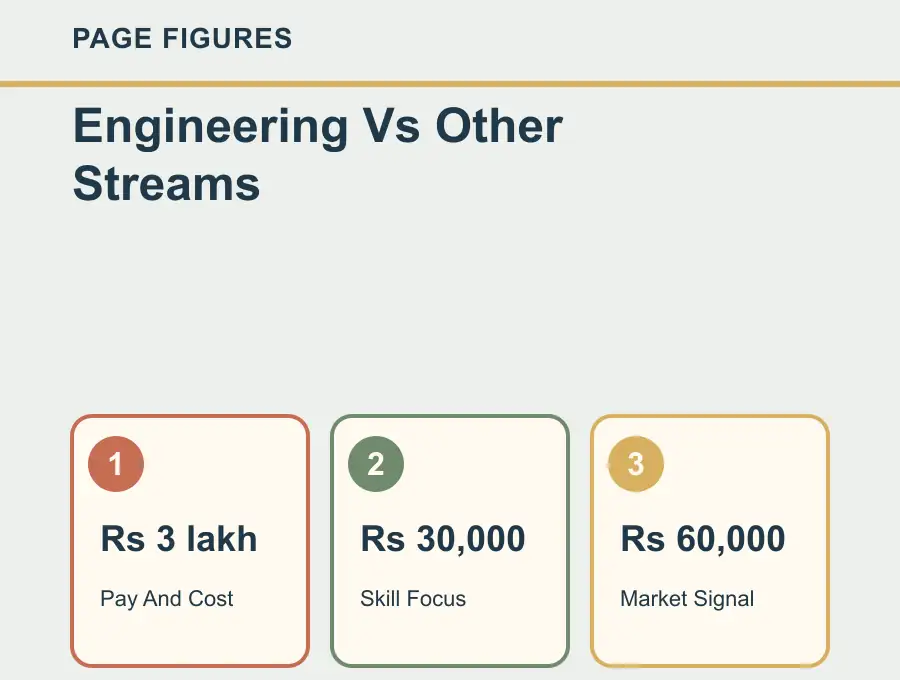 PAGE FIGURES
Engineering Vs Other
Streams
1
Rs 3 lakh
Pay And Cost
2
Rs 30,000
Skill Focus
3
Rs 60,000
Market Signal